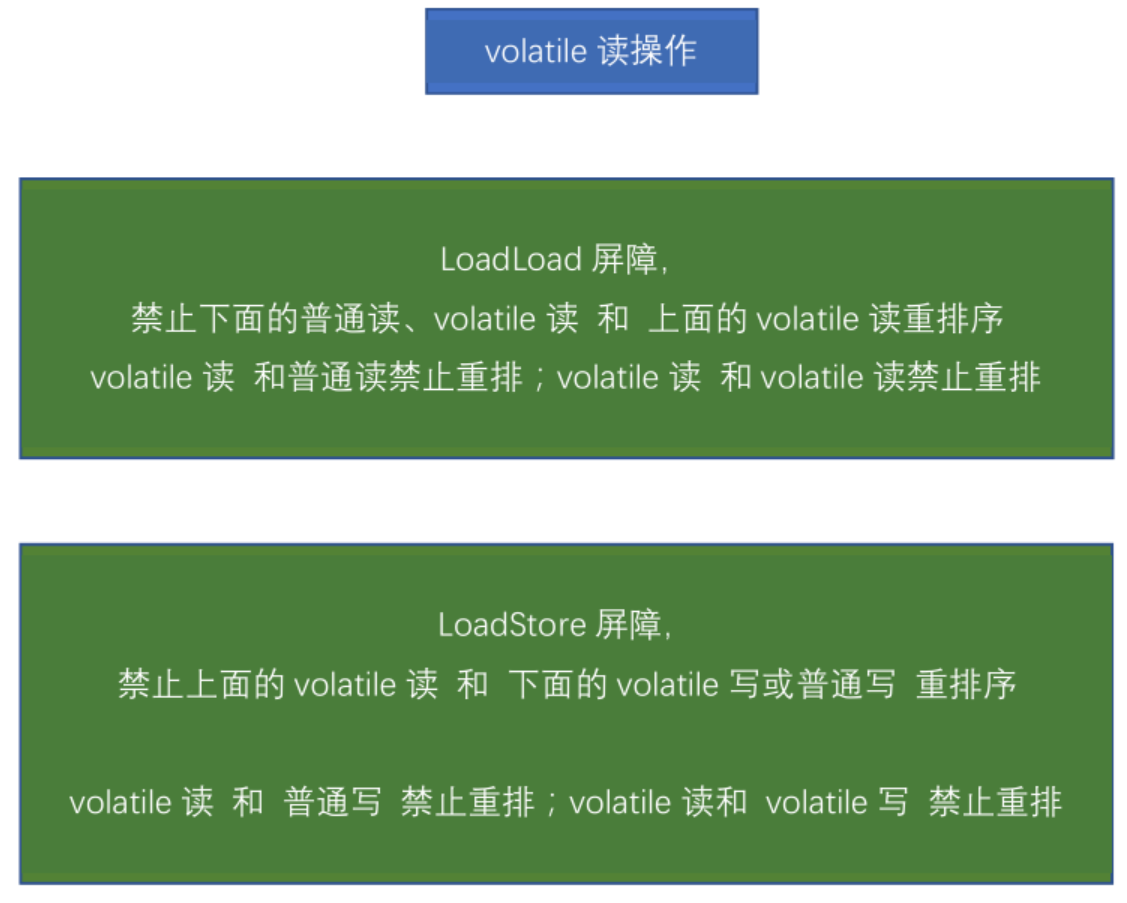 volatile 读操作
LoadLoad 屏障，
禁止下面的普通读、volatile 读 和 上面的 volatile 读重排序
volatile 读 和普通读禁止重排；volatile 读 和 volatile 读禁止重排
LoadStore 屏障，
禁止上面的 volatile 读 和 下面的 volatile 写或普通写 重排序
volatile 读 和 普通写 禁止重排；volatile 读和 volatile 写 禁止重排